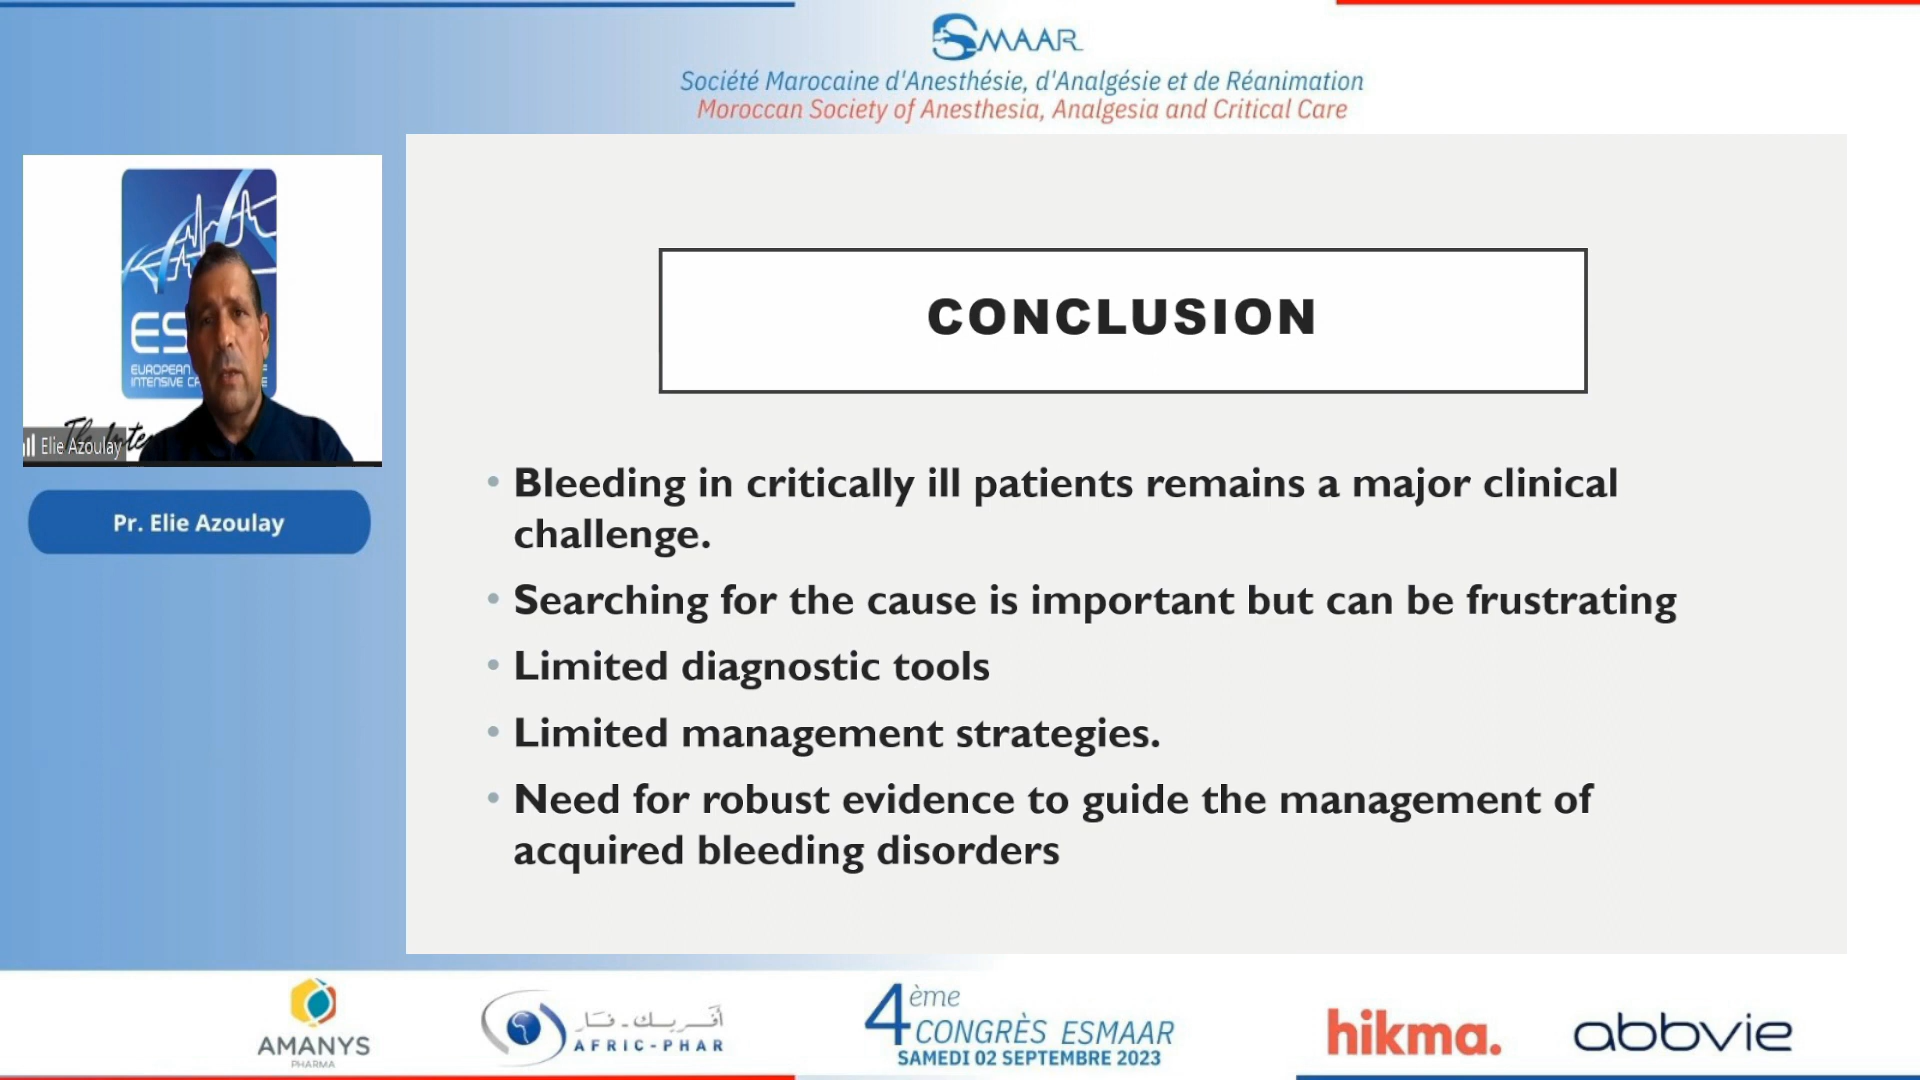 SMAAR
Société Marocaine d'Anesthésie, d'Analgésie et de Réanimation
Moroccan Society of Anesthesia, Analgesia and Critical Care
ES
EUROPEAN
INTENSIVE
Elie Azoulay
Pr. Elie Azoulay
CONCLUSION
• Bleeding in critically ill patients remains a major clinical
challenge.
• Searching for the cause is important but can be frustrating
• Limited diagnostic tools
• Limited management strategies.
• Need for robust evidence to guide the management of
acquired bleeding disorders
AMANYS
PHARMA
أفريك-فار
AFRIC-PHAR
4ème
CONGRÈS ESMAAR
SAMEDI 02 SEPTEMBRE 2023
hikma.
abbvie